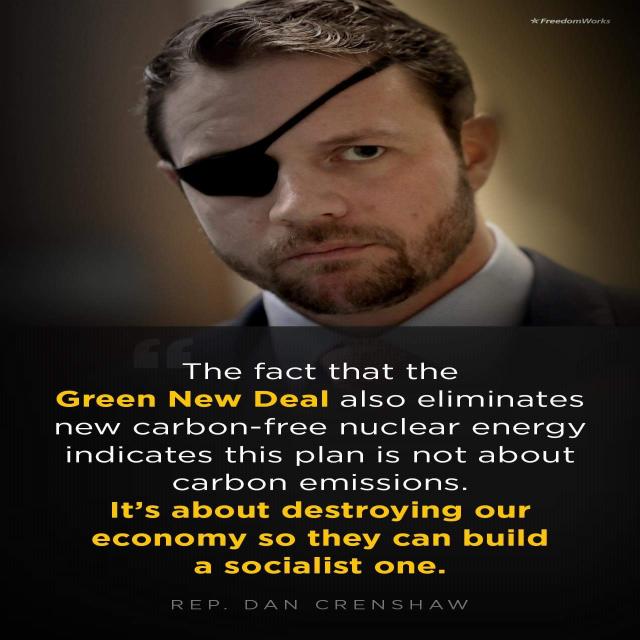 ★FreedomWorks
“
The fact that the
Green New Deal also eliminates
new carbon-free nuclear energy
indicates this plan is not about
carbon emissions.
It’s about destroying our
economy so they can build
a socialist one.
REP. DAN CRENSHAW